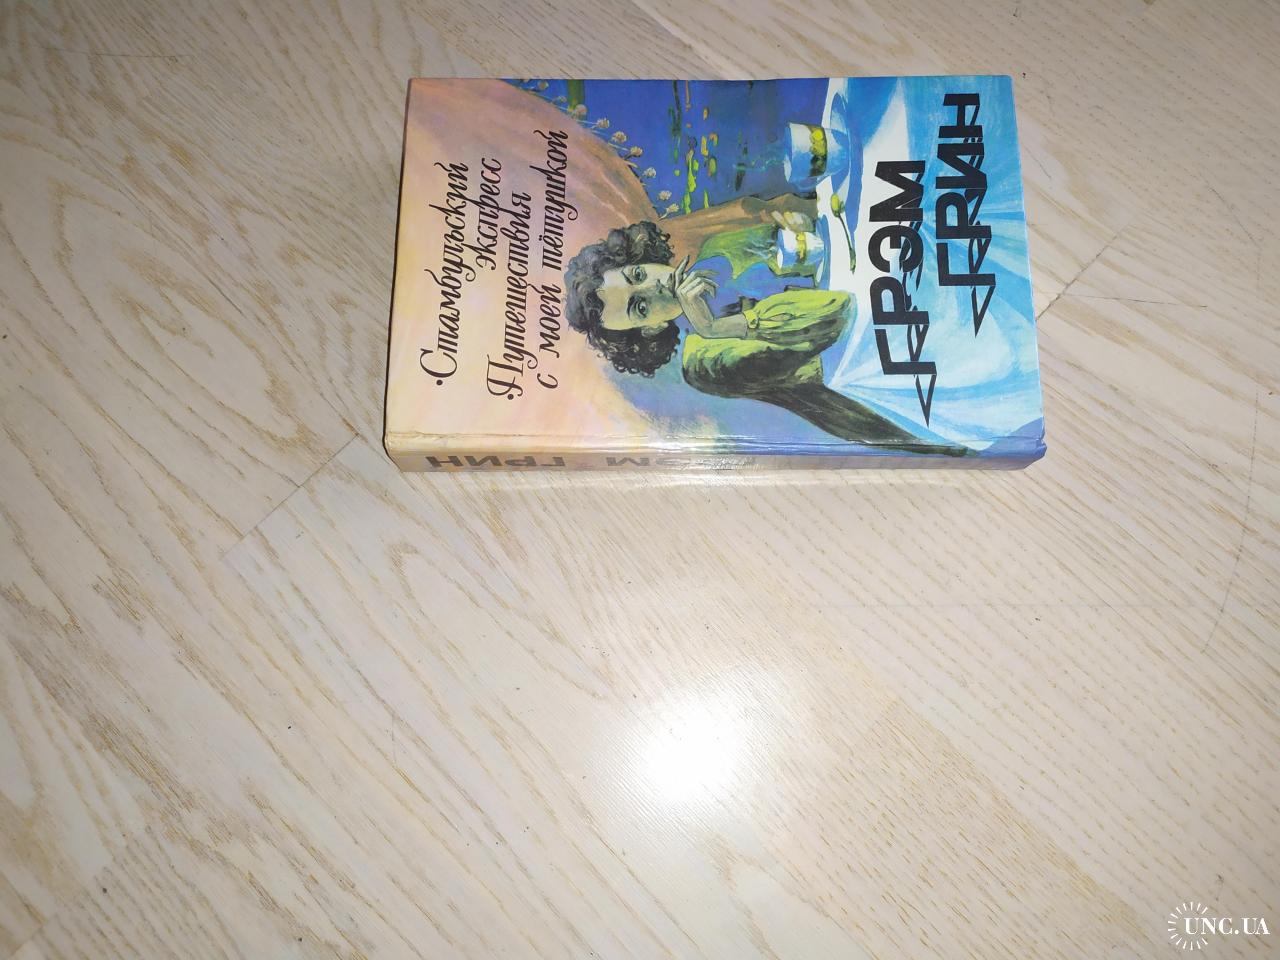 ·Стамбульский
экспресс
·Путешествия
с моей тётушкой
ГРЭМ
ГРИН
ГРЭМ ГРИН
UNC.UA